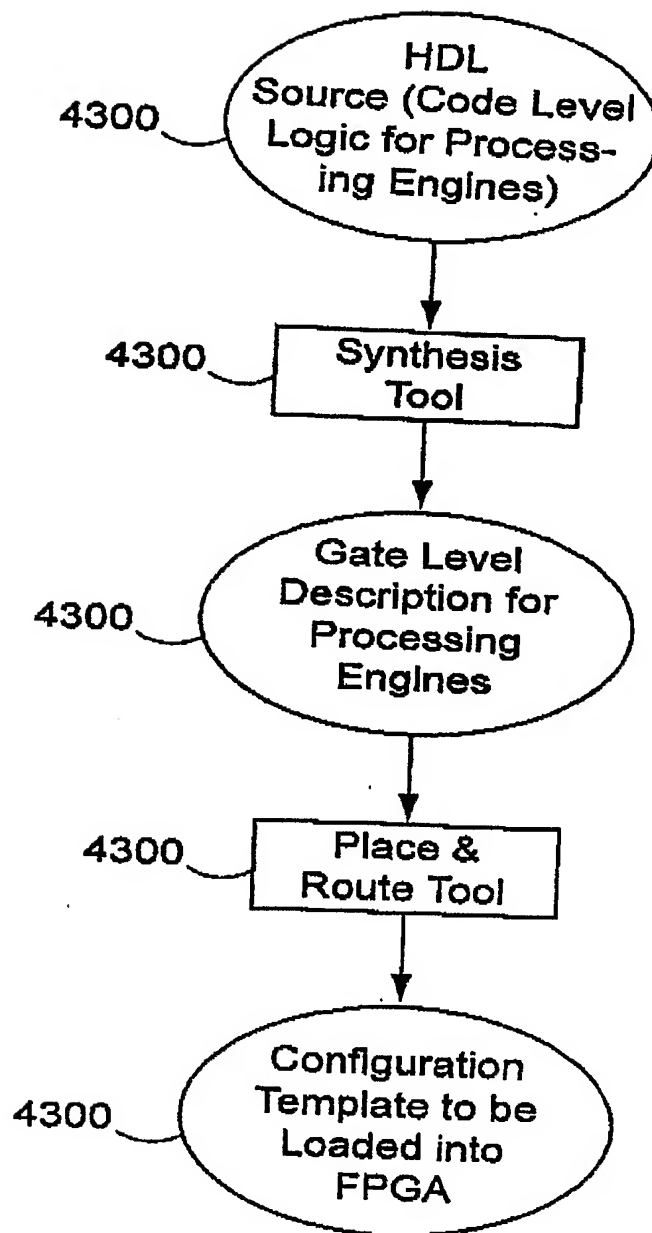 HDL
Source (Code Level
Logic for Process-
ing Engines)
4300
Synthesis
Tool
4300
Gate Level
Description for
Processing
Engines
4300
Place &
Route Tool
4300
Configuration
Template to be
Loaded into
FPGA
4300